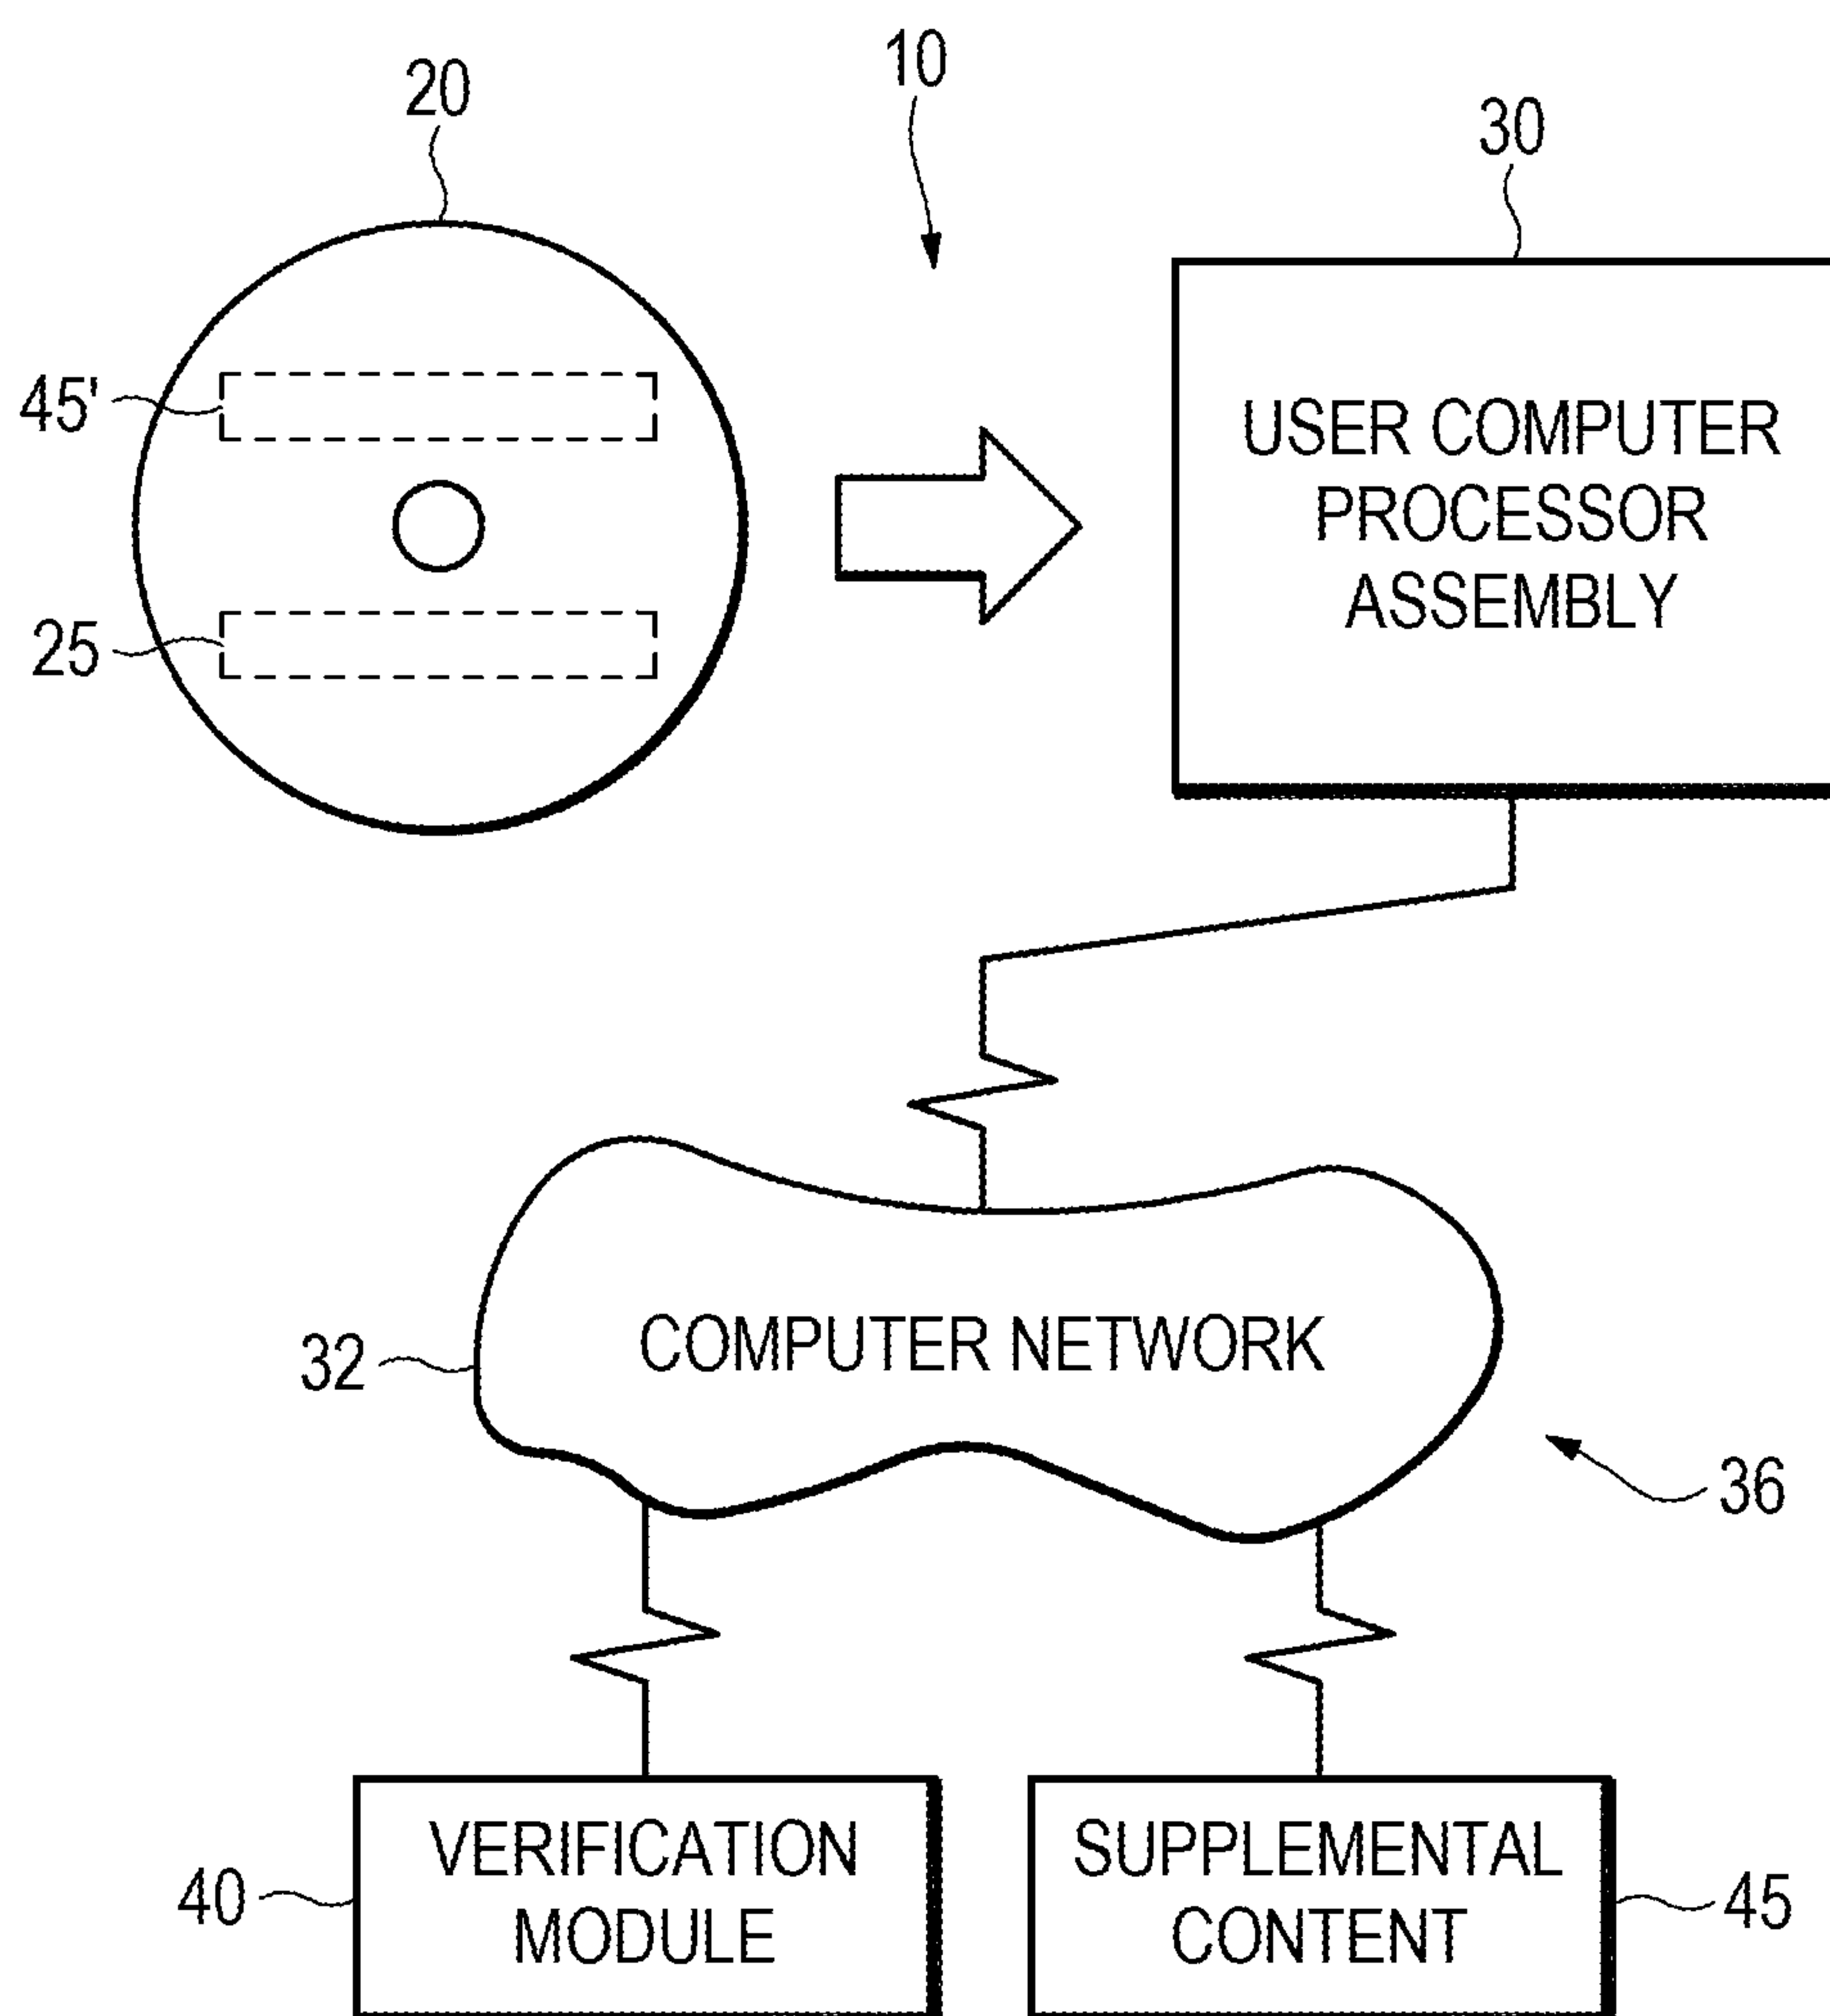 10
20
30
45'
USER COMPUTER
PROCESSOR
ASSEMBLY
25
COMPUTER NETWORK
32
36
VERIFICATION
MODULE
40
SUPPLEMENTAL
CONTENT
45